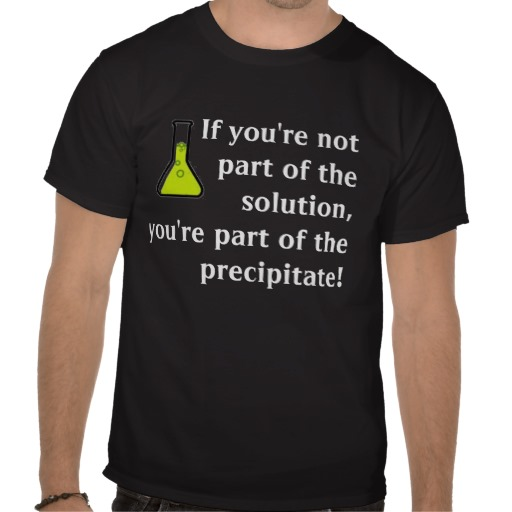 If you're not
part of the
solution,
you're part of the
precipitate!